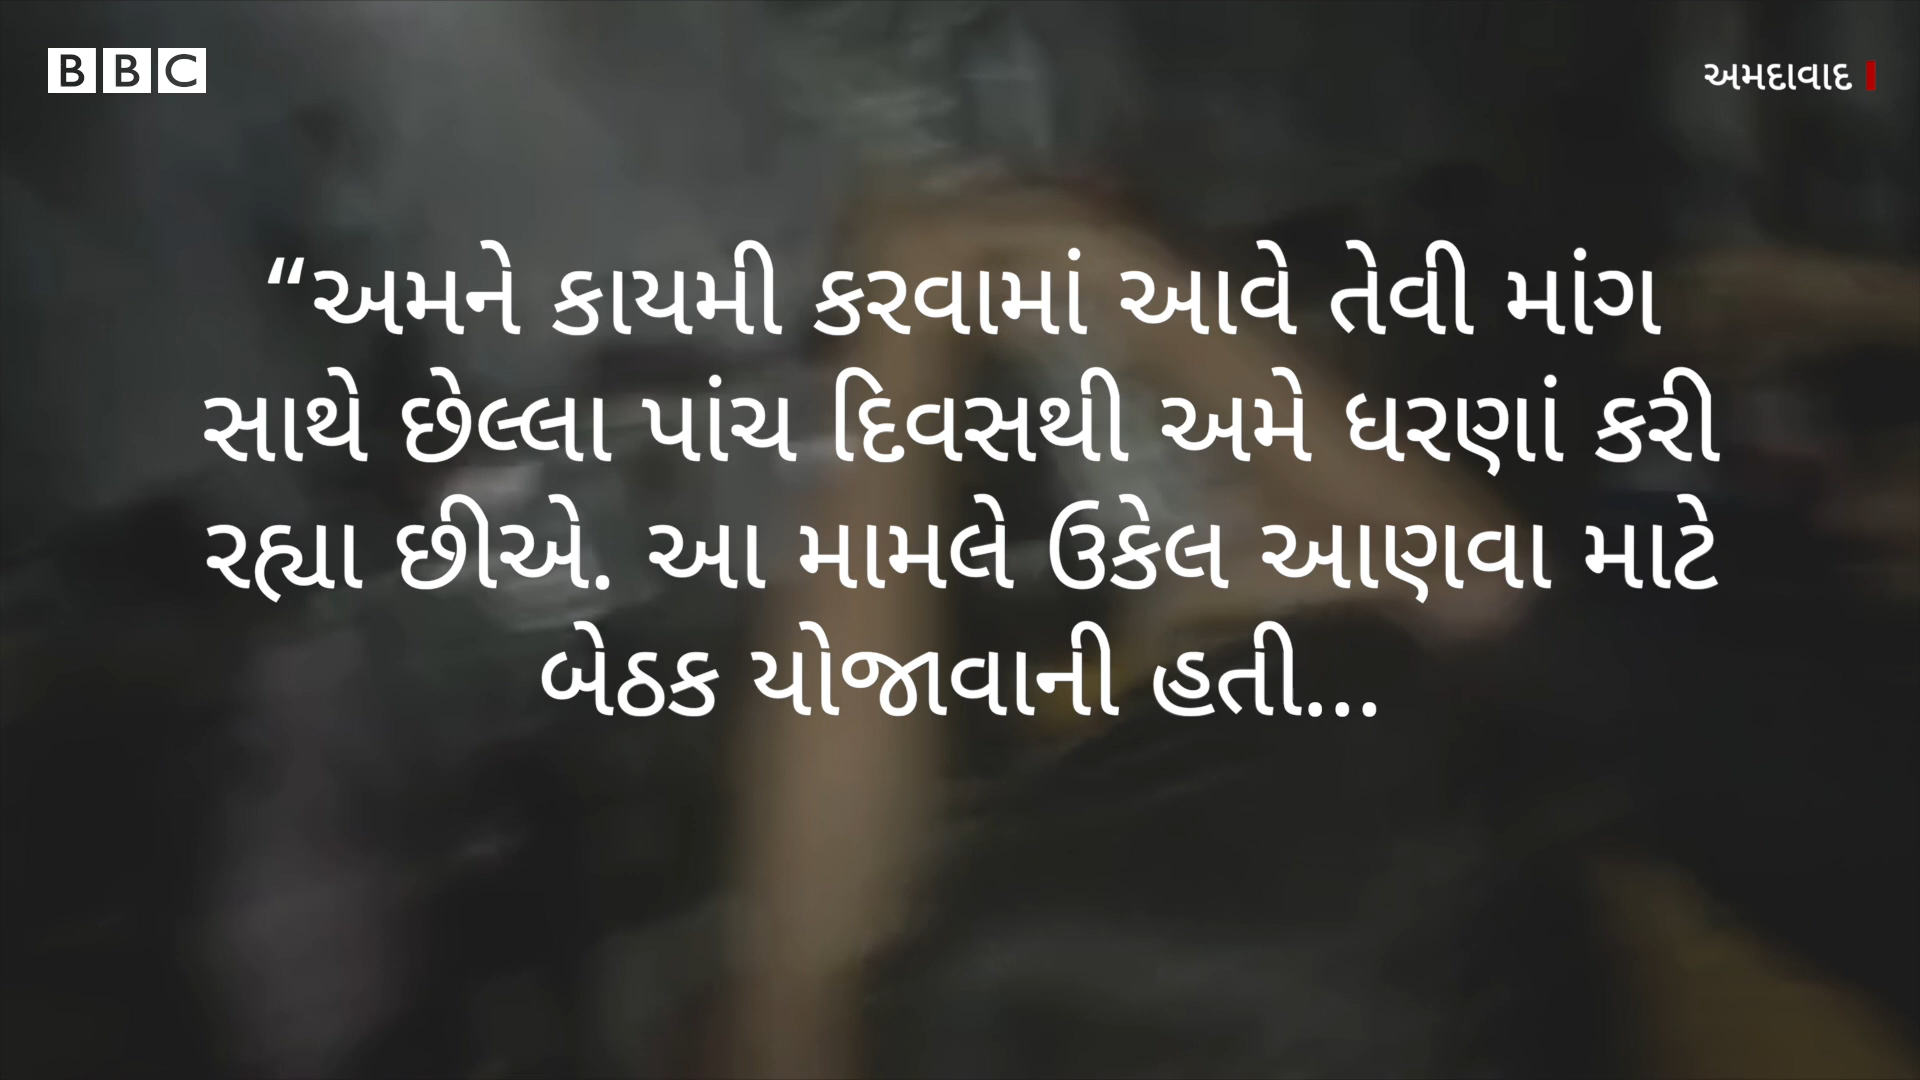 BBC
અમદાવાદ
“અમને કાયમી કરવામાં આવે તેવી માંગ
સાથે છેલ્લા પાંચ દિવસથી અમે ધરણાં કરી
રહ્યા છીએ. આ મામલે ઉકેલ આણવા માટે
બેઠક યોજાવાની હતી...